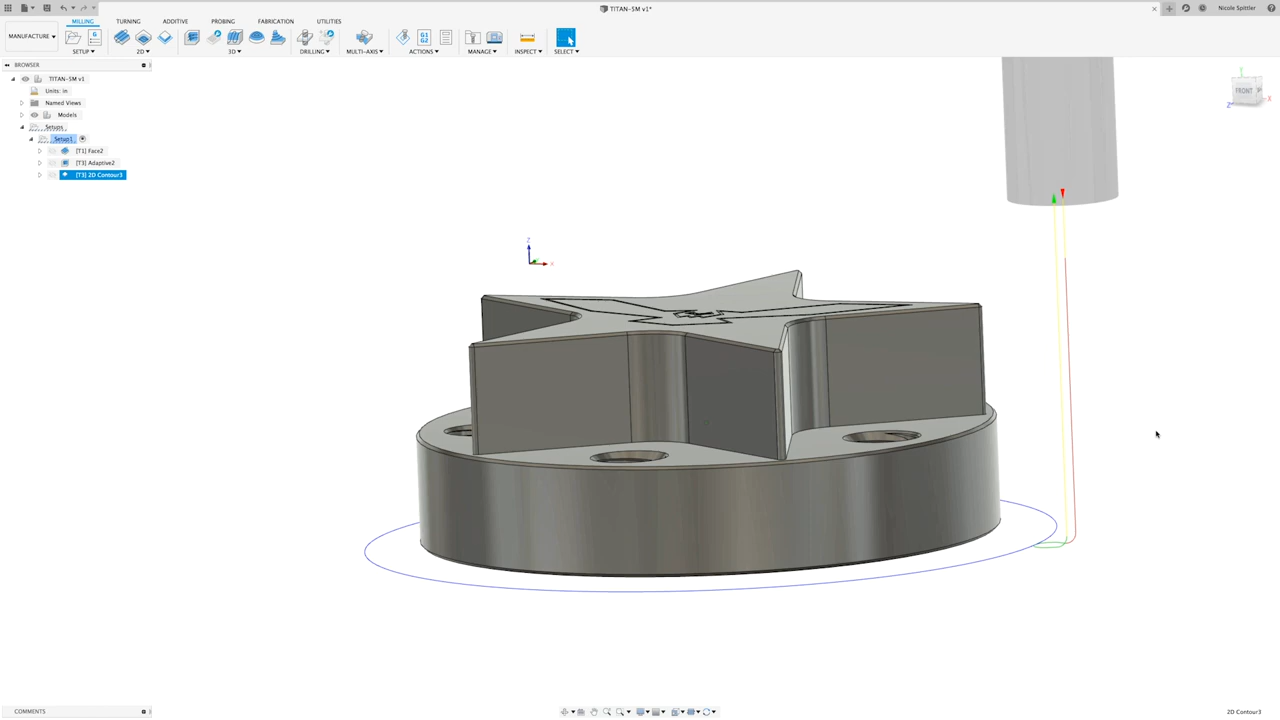 TITAN-5M v1*
Nicole Spittler
MILLING TURNING ADDITIVE PROBING FABRICATION UTILITIES
MANUFACTURE
G
G1
G2
SETUP 2D 3D DRILLING MULTI-AXIS ACTIONS MANAGE INSPECT SELECT
BROWSER
TITAN-5M v1
Units: in
Named Views
Models
Setups
Setup1
[T1] Face2
[T3] Adaptive2
[T3] 2D Contour3
Z
X
Y
FRONT
X
Z
COMMENTS
2D Contour3